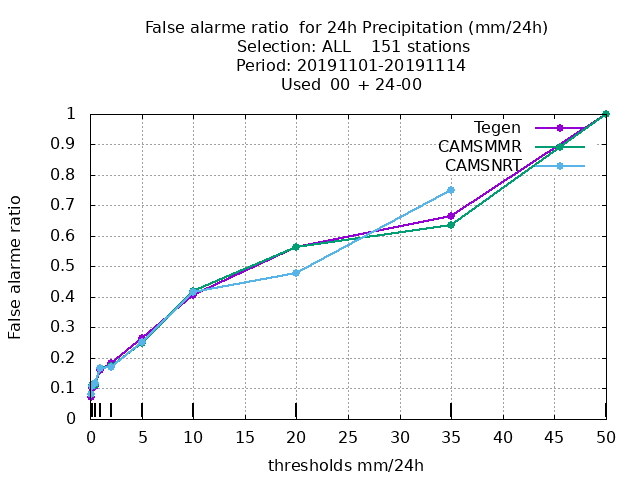 False alarme ratio  for 24h Precipitation (mm/24h)
Selection: ALL    151 stations
Period: 20191101-20191114
Used  00 + 24-00
False alarme ratio
1
0.9
0.8
0.7
0.6
0.5
0.4
0.3
0.2
0.1
0
Tegen
CAMSMMR
CAMSNRT
0 5 10 15 20 25 30 35 40 45 50
thresholds mm/24h